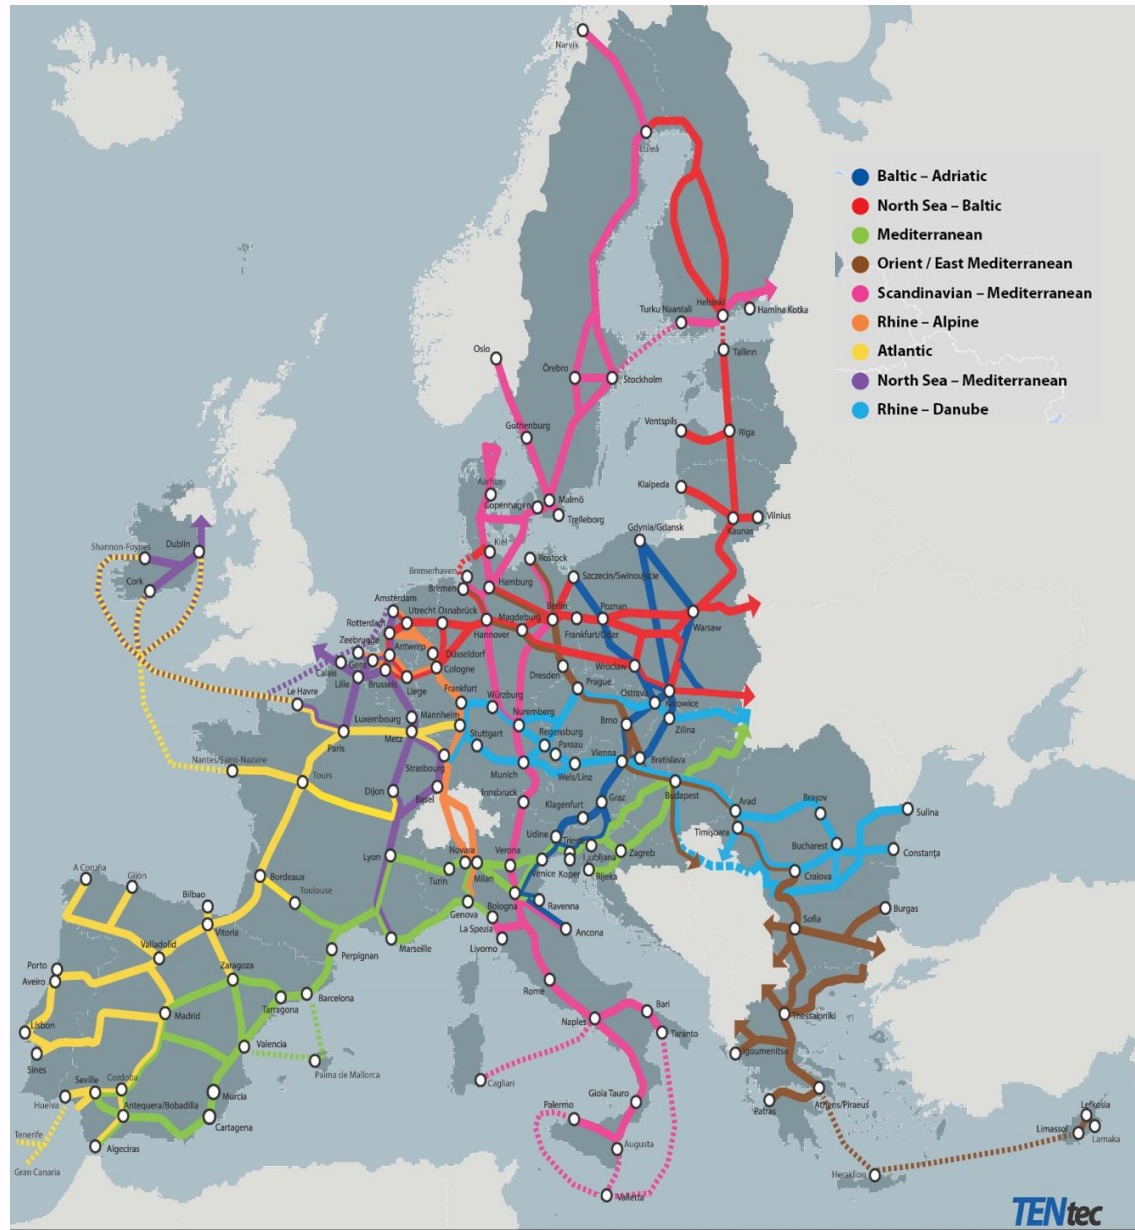 Narvik
Luleå
Baltic – Adriatic
North Sea – Baltic
Mediterranean
Orient / East Mediterranean
Scandinavian – Mediterranean
Rhine – Alpine
Atlantic
North Sea – Mediterranean
Rhine – Danube
Turku Naantali
Helsinki
Hamina Kotka
Oslo
Tallinn
Örebro
Stockholm
Gothenburg
Ventspils
Riga
Aarhus
Klaipeda
Copenhagen
Malmö
Trelleborg
Kaunas
Vilnius
Gdynia/Gdansk
Shannon-Foynes
Dublin
Kiel
Rostock
Cork
Bremerhaven
Bremen
Hamburg
Szczecin/Swinoujscie
Amsterdam
Rotterdam
Utrecht
Osnabrück
Magdeburg
Berlin
Poznan
Warsaw
Zeebrugge
Antwerp
Düsseldorf
Hannover
Frankfurt/Oder
Calais
Gent
Cologne
Dresden
Wrocław
Lille
Brussels
Liege
Frankfurt
Würzburg
Prague
Ostrava
Katowice
Le Havre
Luxembourg
Mannheim
Nuremberg
Brno
Zilina
Paris
Metz
Stuttgart
Regensburg
Passau
Nantes/Saint-Nazaire
Strasbourg
Munich
Wels/Linz
Vienna
Bratislava
Tours
Dijon
Basel
Innsbruck
Klagenfurt
Graz
Budapest
Arad
Braşov
Sulina
Udine
Trieste
Timişoara
Bucharest
Constanţa
Lyon
Novara
Verona
Ljubljana
Zagreb
Turin
Milan
Venice
Koper
Rijeka
Craiova
A Coruña
Gijón
Bilbao
Bordeaux
Toulouse
Genova
Bologna
Ravenna
Burgas
Vitoria
La Spezia
Ancona
Sofia
Valladolid
Perpignan
Marseille
Livorno
Porto
Aveiro
Zaragoza
Rome
Tarragona
Barcelona
Bari
Lisbon
Madrid
Naples
Taranto
Thessaloniki
Sines
Valencia
Igoumenitsa
Palma de Mallorca
Cagliari
Seville
Cordoba
Murcia
Gioia Tauro
Huelva
Antequera/Bobadilla
Palermo
Patras
Athens/Piraeus
Lefkosia
Tenerife
Cartagena
Limassol
Larnaka
Algeciras
Augusta
Gran Canaria
Heraklion
Valletta
TENtec